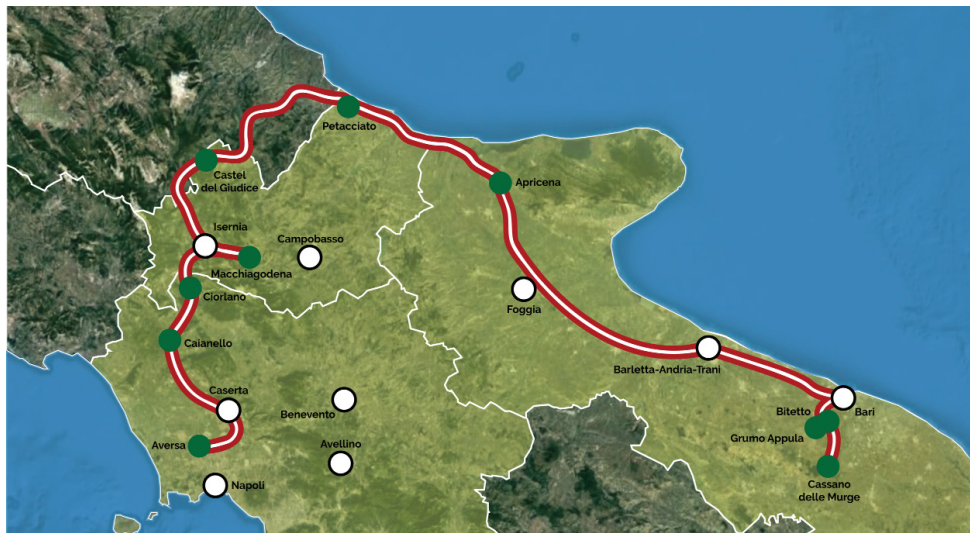 Petacciato
Castel
del Giudice
Apricena
Isernia
Campobasso
Macchiagodena
Ciorlano
Foggia
Caianello
Barletta-Andria-Trani
Caserta
Benevento
Bitetto
Bari
Aversa
Avellino
Grumo Appula
Napoli
Cassano
delle Murge